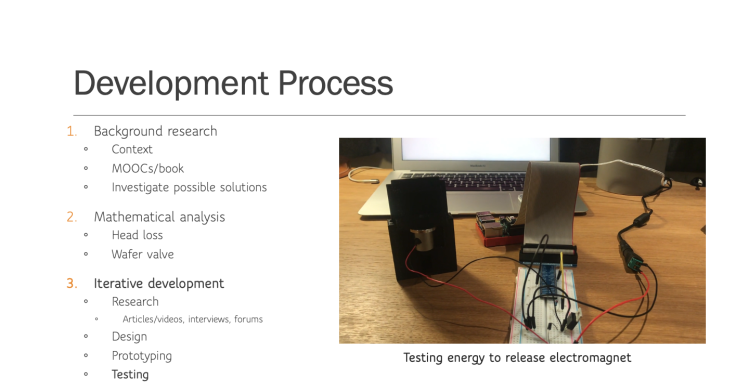 Development Process
1. Background research
Context
MOOCs/book
Investigate possible solutions
2. Mathematical analysis
Head loss
Wafer valve
3. Iterative development
Research
Articles/videos, interviews, forums
Design
Prototyping
Testing
Testing energy to release electromagnet